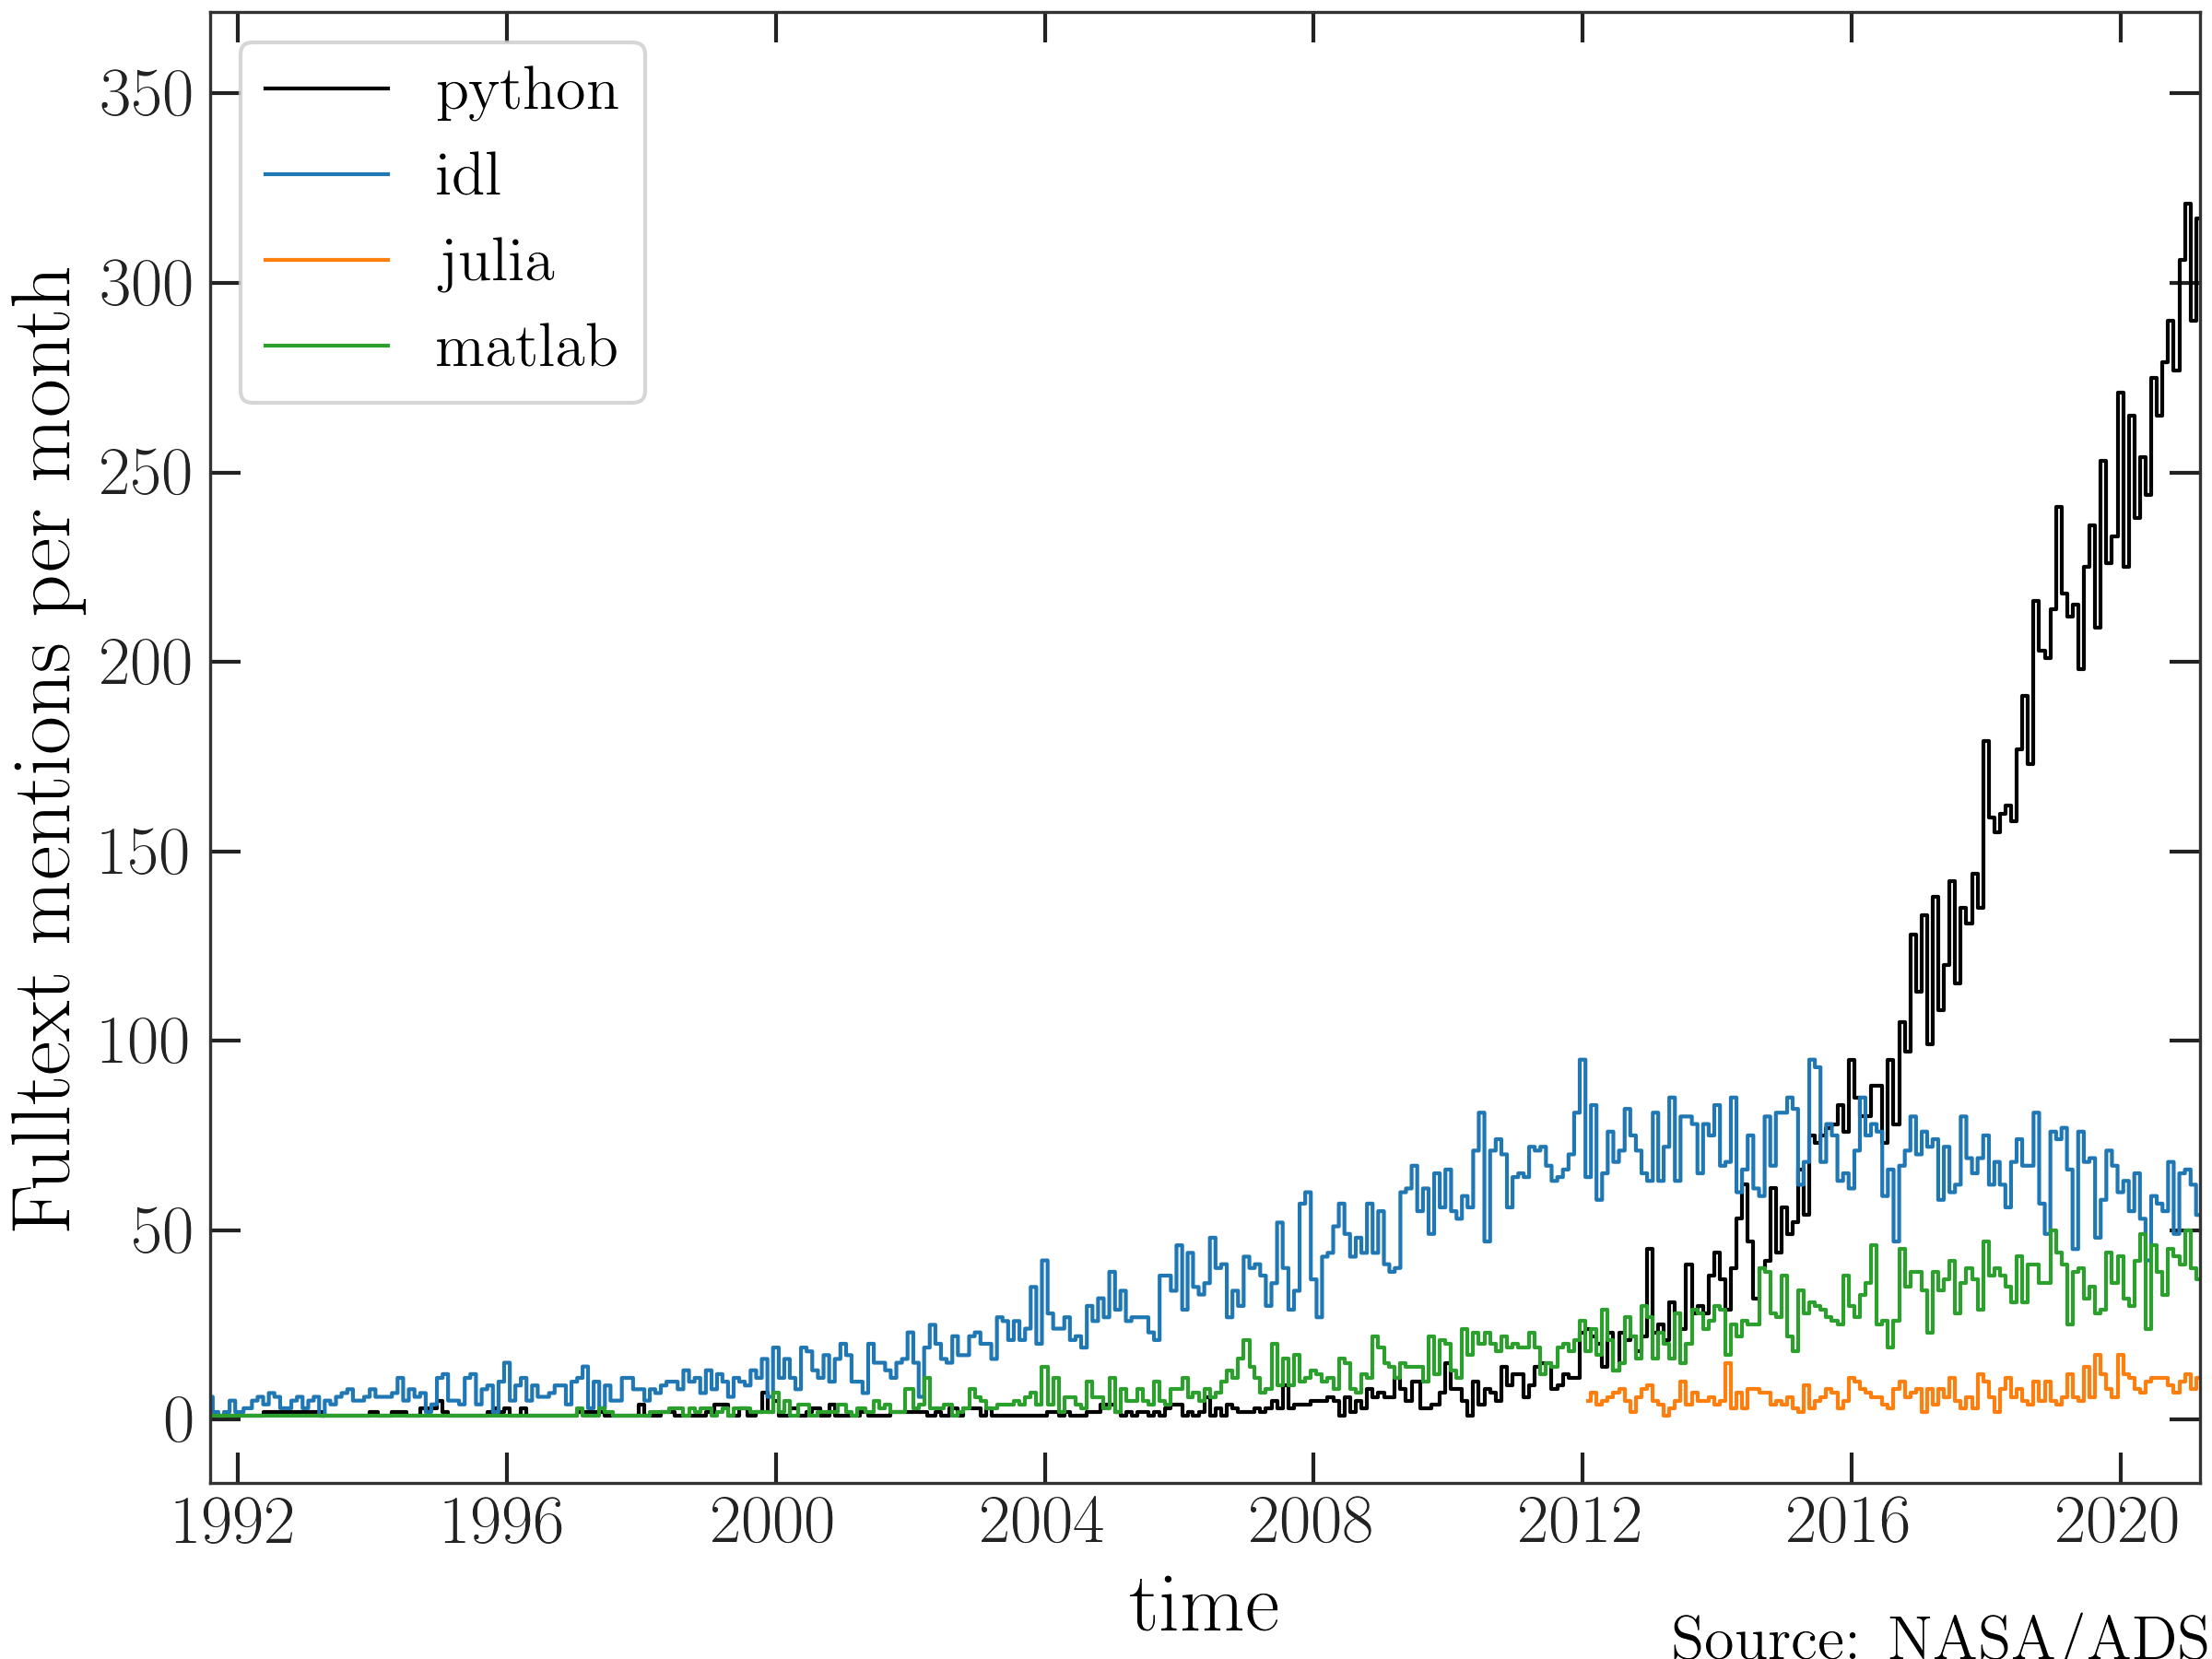 350
300
250
200
150
100
50
0
Fulltext mentions per month
python
idl
julia
matlab
1992 1996 2000 2004 2008 2012 2016 2020
time
Source: NASA/ADS